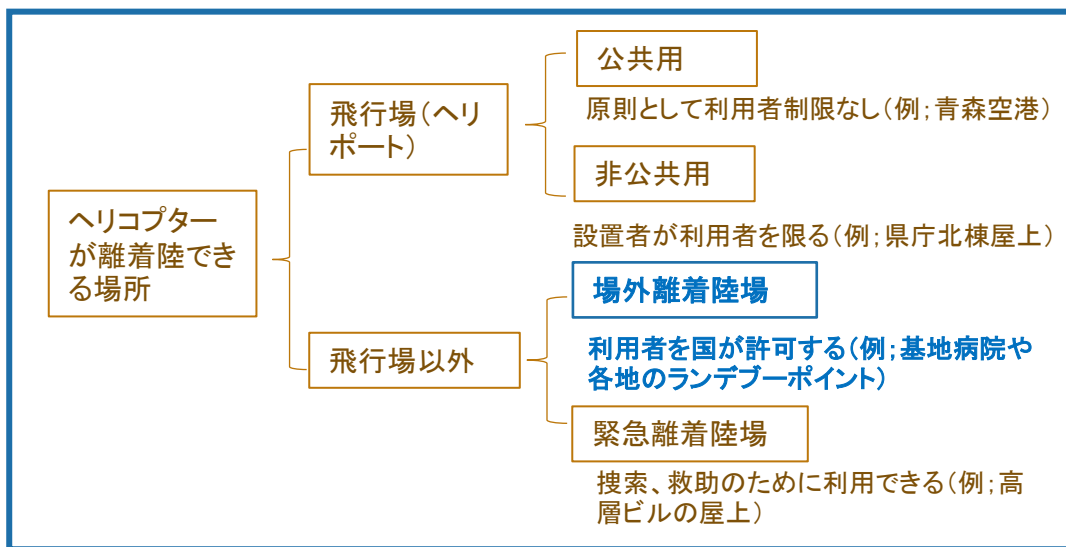 公共用
飛行場（ヘリ
ポート）
原則として利用者制限なし（例；青森空港）
非公共用
ヘリコプター
が離着陸でき
る場所
設置者が利用者を限る（例；県庁北棟屋上）
場外離着陸場
飛行場以外
利用者を国が許可する（例；基地病院や
各地のランデブーポイント）
緊急離着陸場
捜索、救助のために利用できる（例；高
層ビルの屋上）